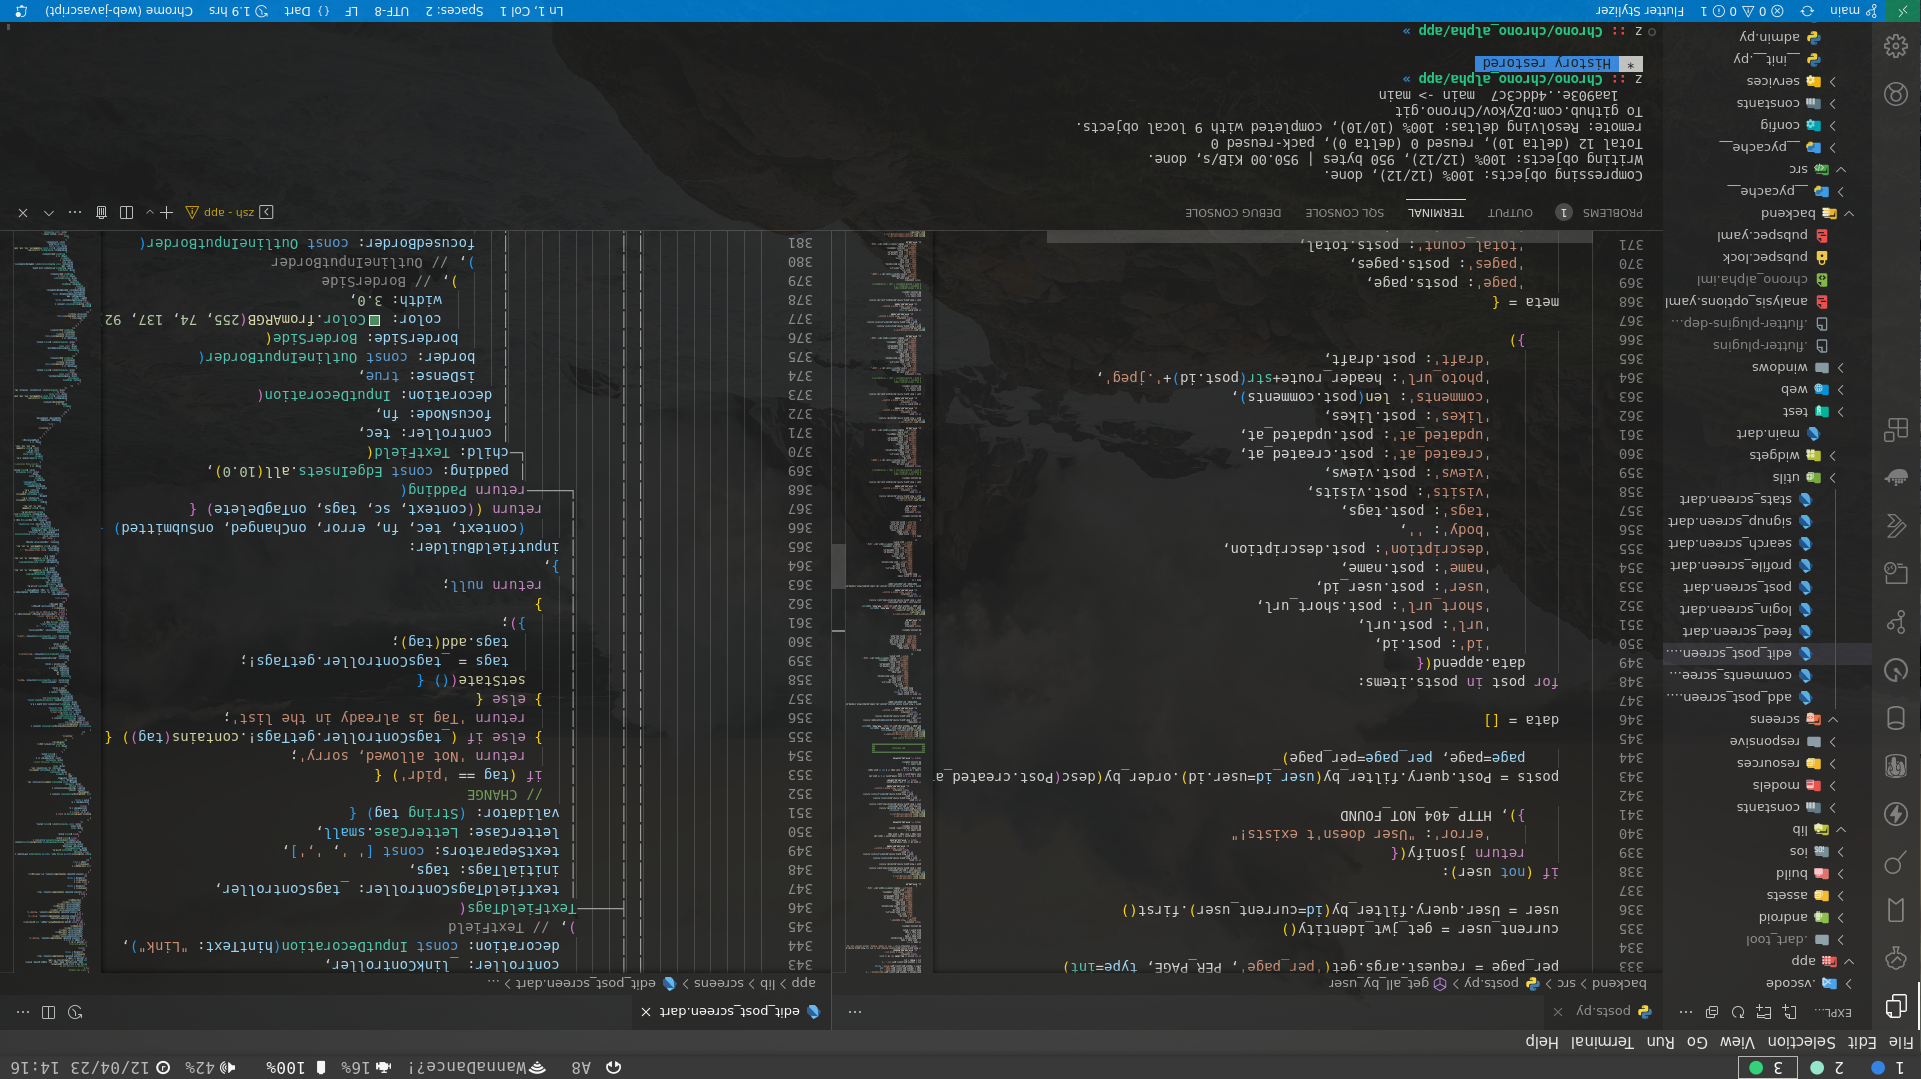 1 2 3 A8 WannaDance?! 16% 100% 42% 12/04/23 14:16
File Edit Selection View Go Run Terminal Help
EXPL... ...
.vscode
app
.dart_tool
android
assets
build
ios
lib
constants
models
resources
responsive
screens
add_post_screen....
comments_scree...
edit_post_screen....
feed_screen.dart
login_screen.dart
post_screen.dart
profile_screen.dart
search_screen.dart
signup_screen.dart
stats_screen.dart
utils
widgets
main.dart
test
web
windows
.flutter-plugins
.flutter-plugins-dep...
analysis_options.yaml
chrono_alpha.iml
pubspec.lock
pubspec.yaml
backend
__pycache__
src
__pycache__
config
constants
services
__init__.py
admin.py
posts.py ×
...
backend > src > posts.py > get_all_by_user
333 per_page = request.args.get('per_page', PER_PAGE, type=int)
334
335 current_user = get_jwt_identity()
336 user = User.query.filter_by(id=current_user).first()
337
338 if (not user):
339 return jsonify({
340 'error': "User doesn't exists!"
341 }), HTTP_404_NOT_FOUND
342
343 posts = Post.query.filter_by(user_id=user.id).order_by(desc(Post.created_a
344 page=page, per_page=per_page)
345
346 data = []
347
348 for post in posts.items:
349 data.append({
350 'id': post.id,
351 'url': post.url,
352 'short_url': post.short_url,
353 'user': post.user_id,
354 'name': post.name,
355 'description': post.description,
356 'body': '',
357 'tags': post.tags,
358 'visits': post.visits,
359 'views': post.views,
360 'created_at': post.created_at,
361 'updated_at': post.updated_at,
362 'likes': post.likes,
363 'comments': len(post.comments),
364 'photo_url': header_route+str(post.id)+'.jpeg',
365 'draft': post.draft,
366 })
367
368 meta = {
369 'page': posts.page,
370 'pages': posts.pages,
371 'total_count': posts.total,
edit_post_screen.dart ×
...
app > lib > screens > edit_post_screen.dart > ...
343 controller: _linkController,
344 decoration: const InputDecoration(hintText: "Link"),
345 ), // TextField
346 TextFieldTags(
347 textfieldTagsController: _tagsController,
348 initialTags: tags,
349 textSeparators: const [' ', ','],
350 letterCase: LetterCase.small,
351 validator: (String tag) {
352 // CHANGE
353 if (tag == 'pidr') {
354 return 'Not allowed, sorry';
355 } else if (_tagsController.getTags!.contains(tag)) {
356 return 'Tag is already in the list';
357 } else {
358 setState(() {
359 tags = _tagsController.getTags!;
360 tags.add(tag);
361 });
362 }
363 return null;
364 },
365 inputfieldBuilder:
366 (context, tec, fn, error, onChanged, onSubmitted)
367 return ((context, sc, tags, onTagDelete) {
368 return Padding(
369 padding: const EdgeInsets.all(10.0),
370 child: TextField(
371 controller: tec,
372 focusNode: fn,
373 decoration: InputDecoration(
374 isDense: true,
375 border: const OutlineInputBorder(
376 borderSide: BorderSide(
377 color: Color.fromARGB(255, 74, 137, 92
378 width: 3.0,
379 ), // BorderSide
380 ), // OutlineInputBorder
381 focusedBorder: const OutlineInputBorder(
PROBLEMS 1 OUTPUT TERMINAL SQL CONSOLE DEBUG CONSOLE zsh - app
Compressing objects: 100% (12/12), done.
Writing objects: 100% (12/12), 950 bytes | 950.00 KiB/s, done.
Total 12 (delta 10), reused 0 (delta 0), pack-reused 0
remote: Resolving deltas: 100% (10/10), completed with 9 local objects.
To github.com:DZykov/Chrono.git
1aa903e..4ddc3c7 main -> main
z :: Chrono/chrono_alpha/app »
* History restored
z :: Chrono/chrono_alpha/app »
main 0 0 1 Flutter Stylizer Ln 1, Col 1 Spaces: 2 UTF-8 LF {} Dart 1.9 hrs Chrome (web-javascript)